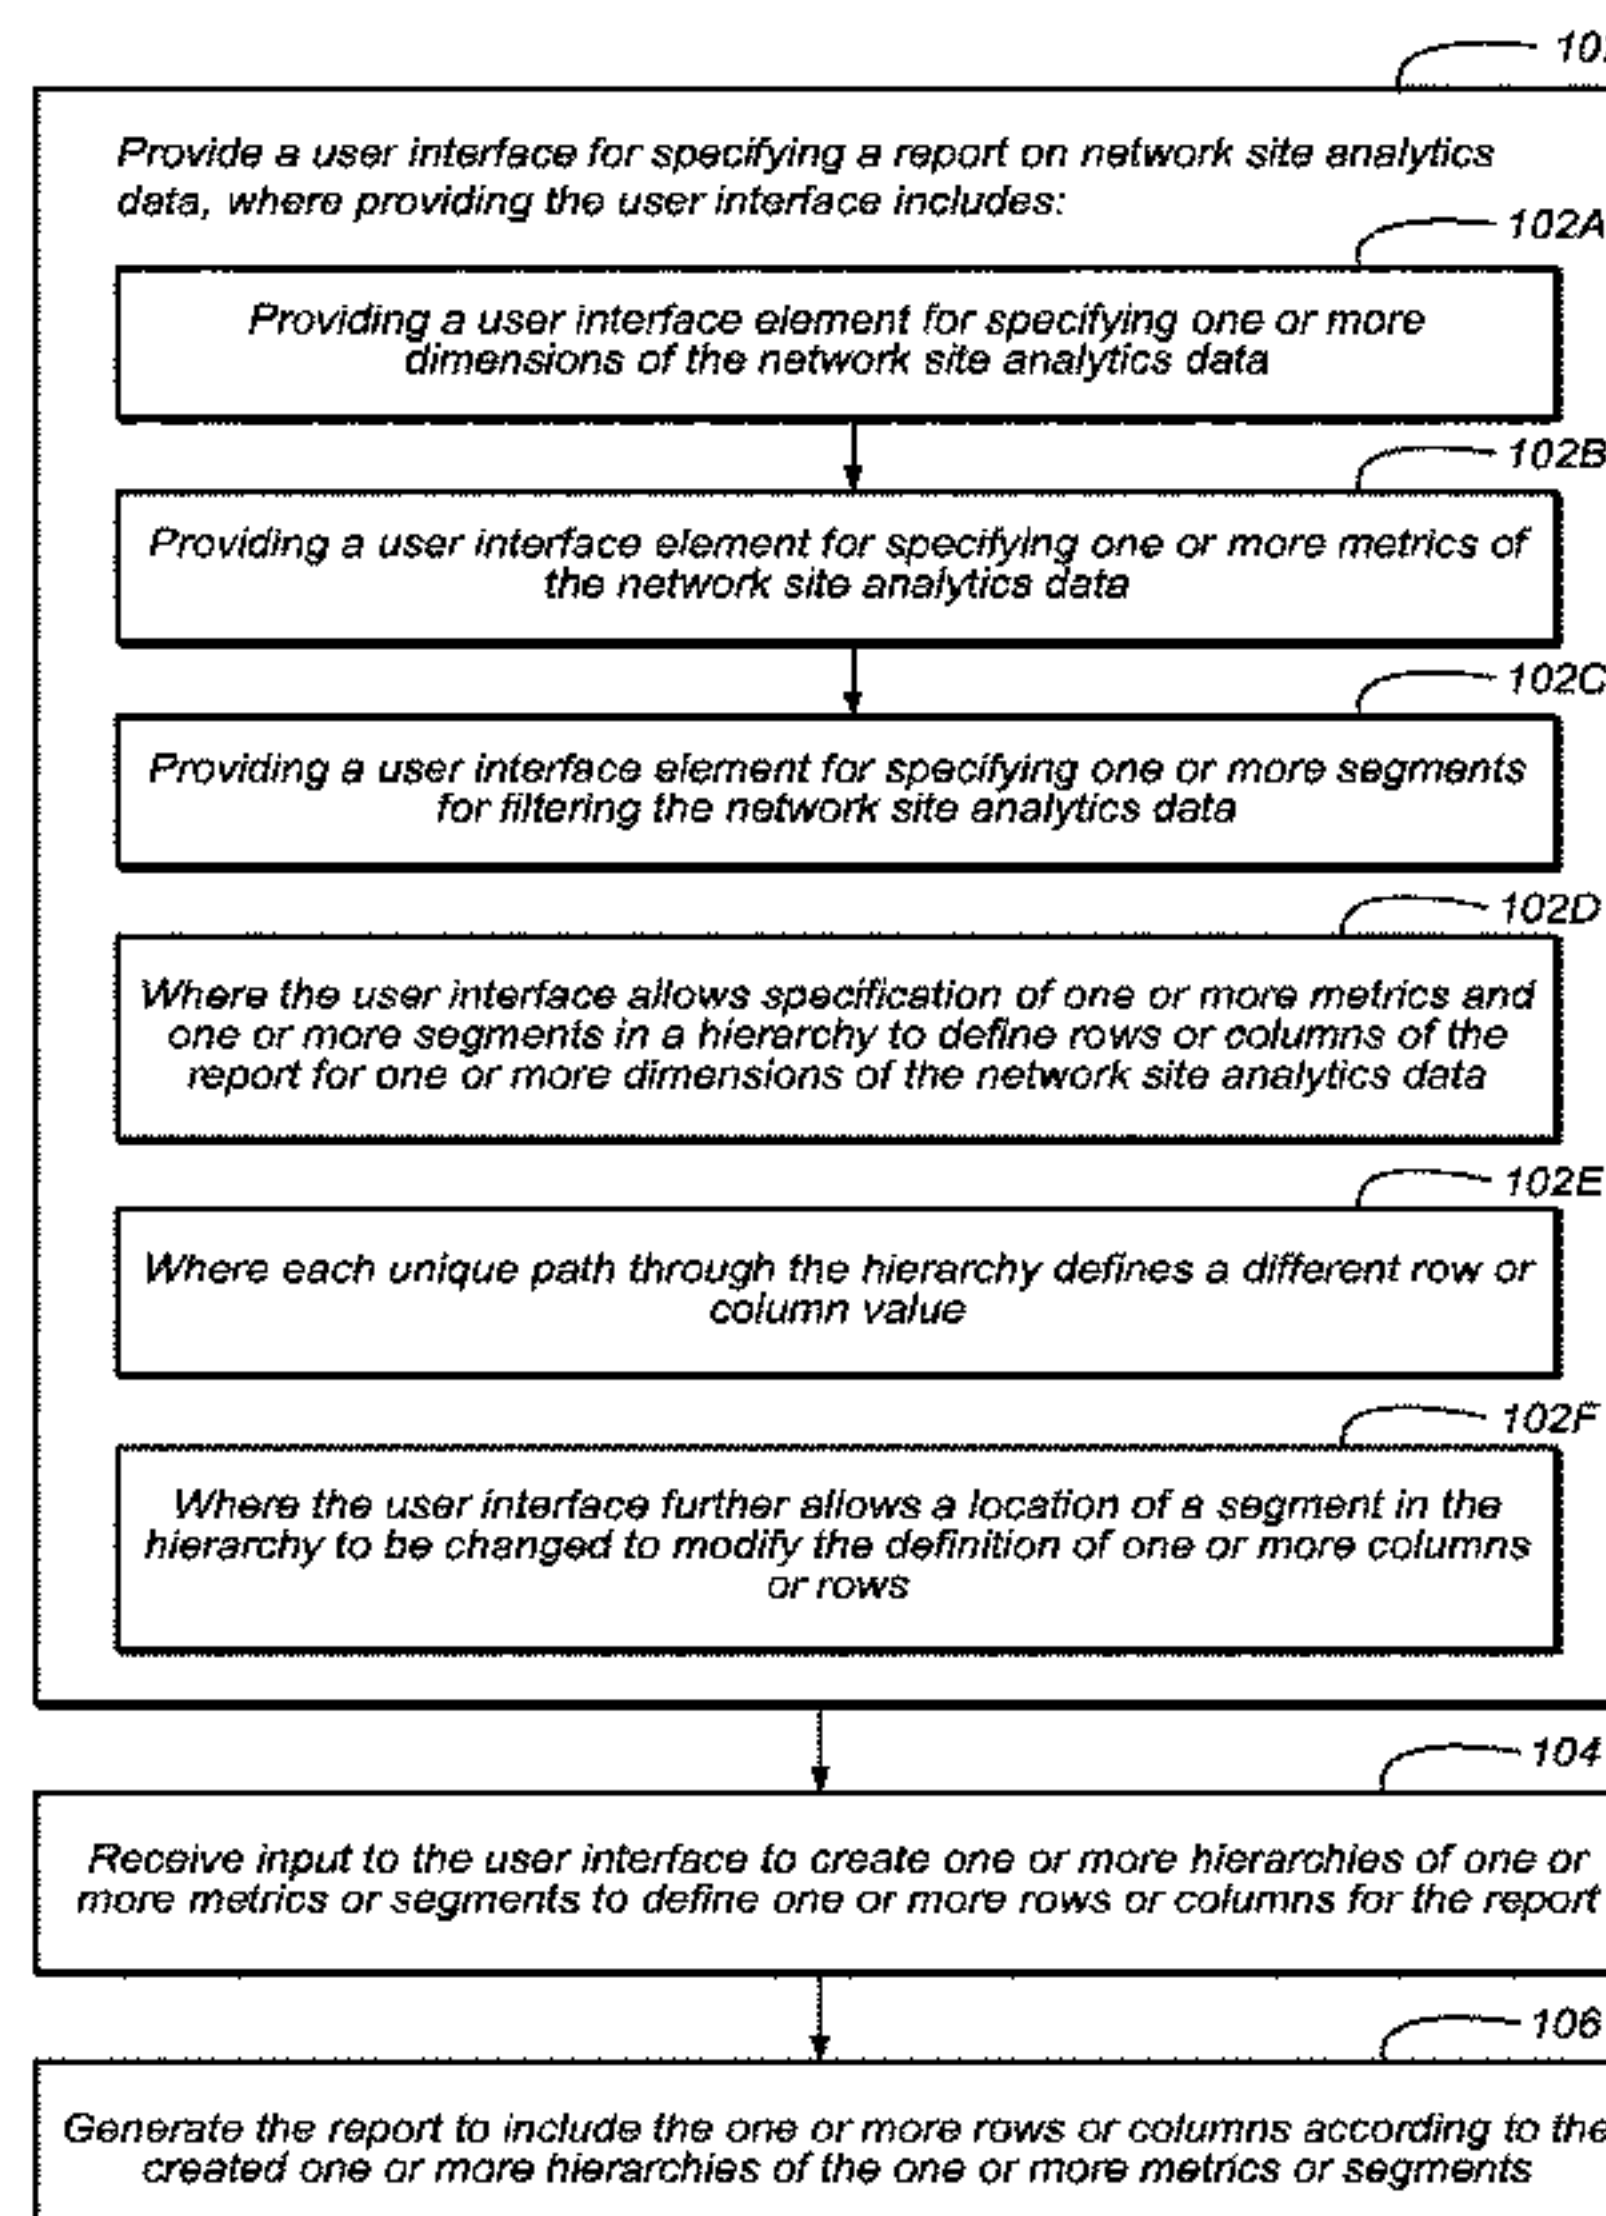 Provide a user interface for specifying a report on network site analytics
data, where providing the user interface includes:
102A
Providing a user interface element for specifying one or more
dimensions of the network site analytics data
102B
Providing a user interface element for specifying one or more metrics of
the network site analytics data
102C
Providing a user interface element for specifying one or more segments
for filtering the network site analytics data
102D
Where the user interface allows specification of one or more metrics and
one or more segments in a hierarchy to define rows or columns of the
report for one or more dimensions of the network site analytics data
102E
Where each unique path through the hierarchy defines a different row or
column value
102F
Where the user interface further allows a location of a segment in the
hierarchy to be changed to modify the definition of one or more columns
or rows
104
Receive input to the user interface to create one or more hierarchies of one or
more metrics or segments to define one or more rows or columns for the report
106
Generate the report to include the one or more rows or columns according to the
created one or more hierarchies of the one or more metrics or segments